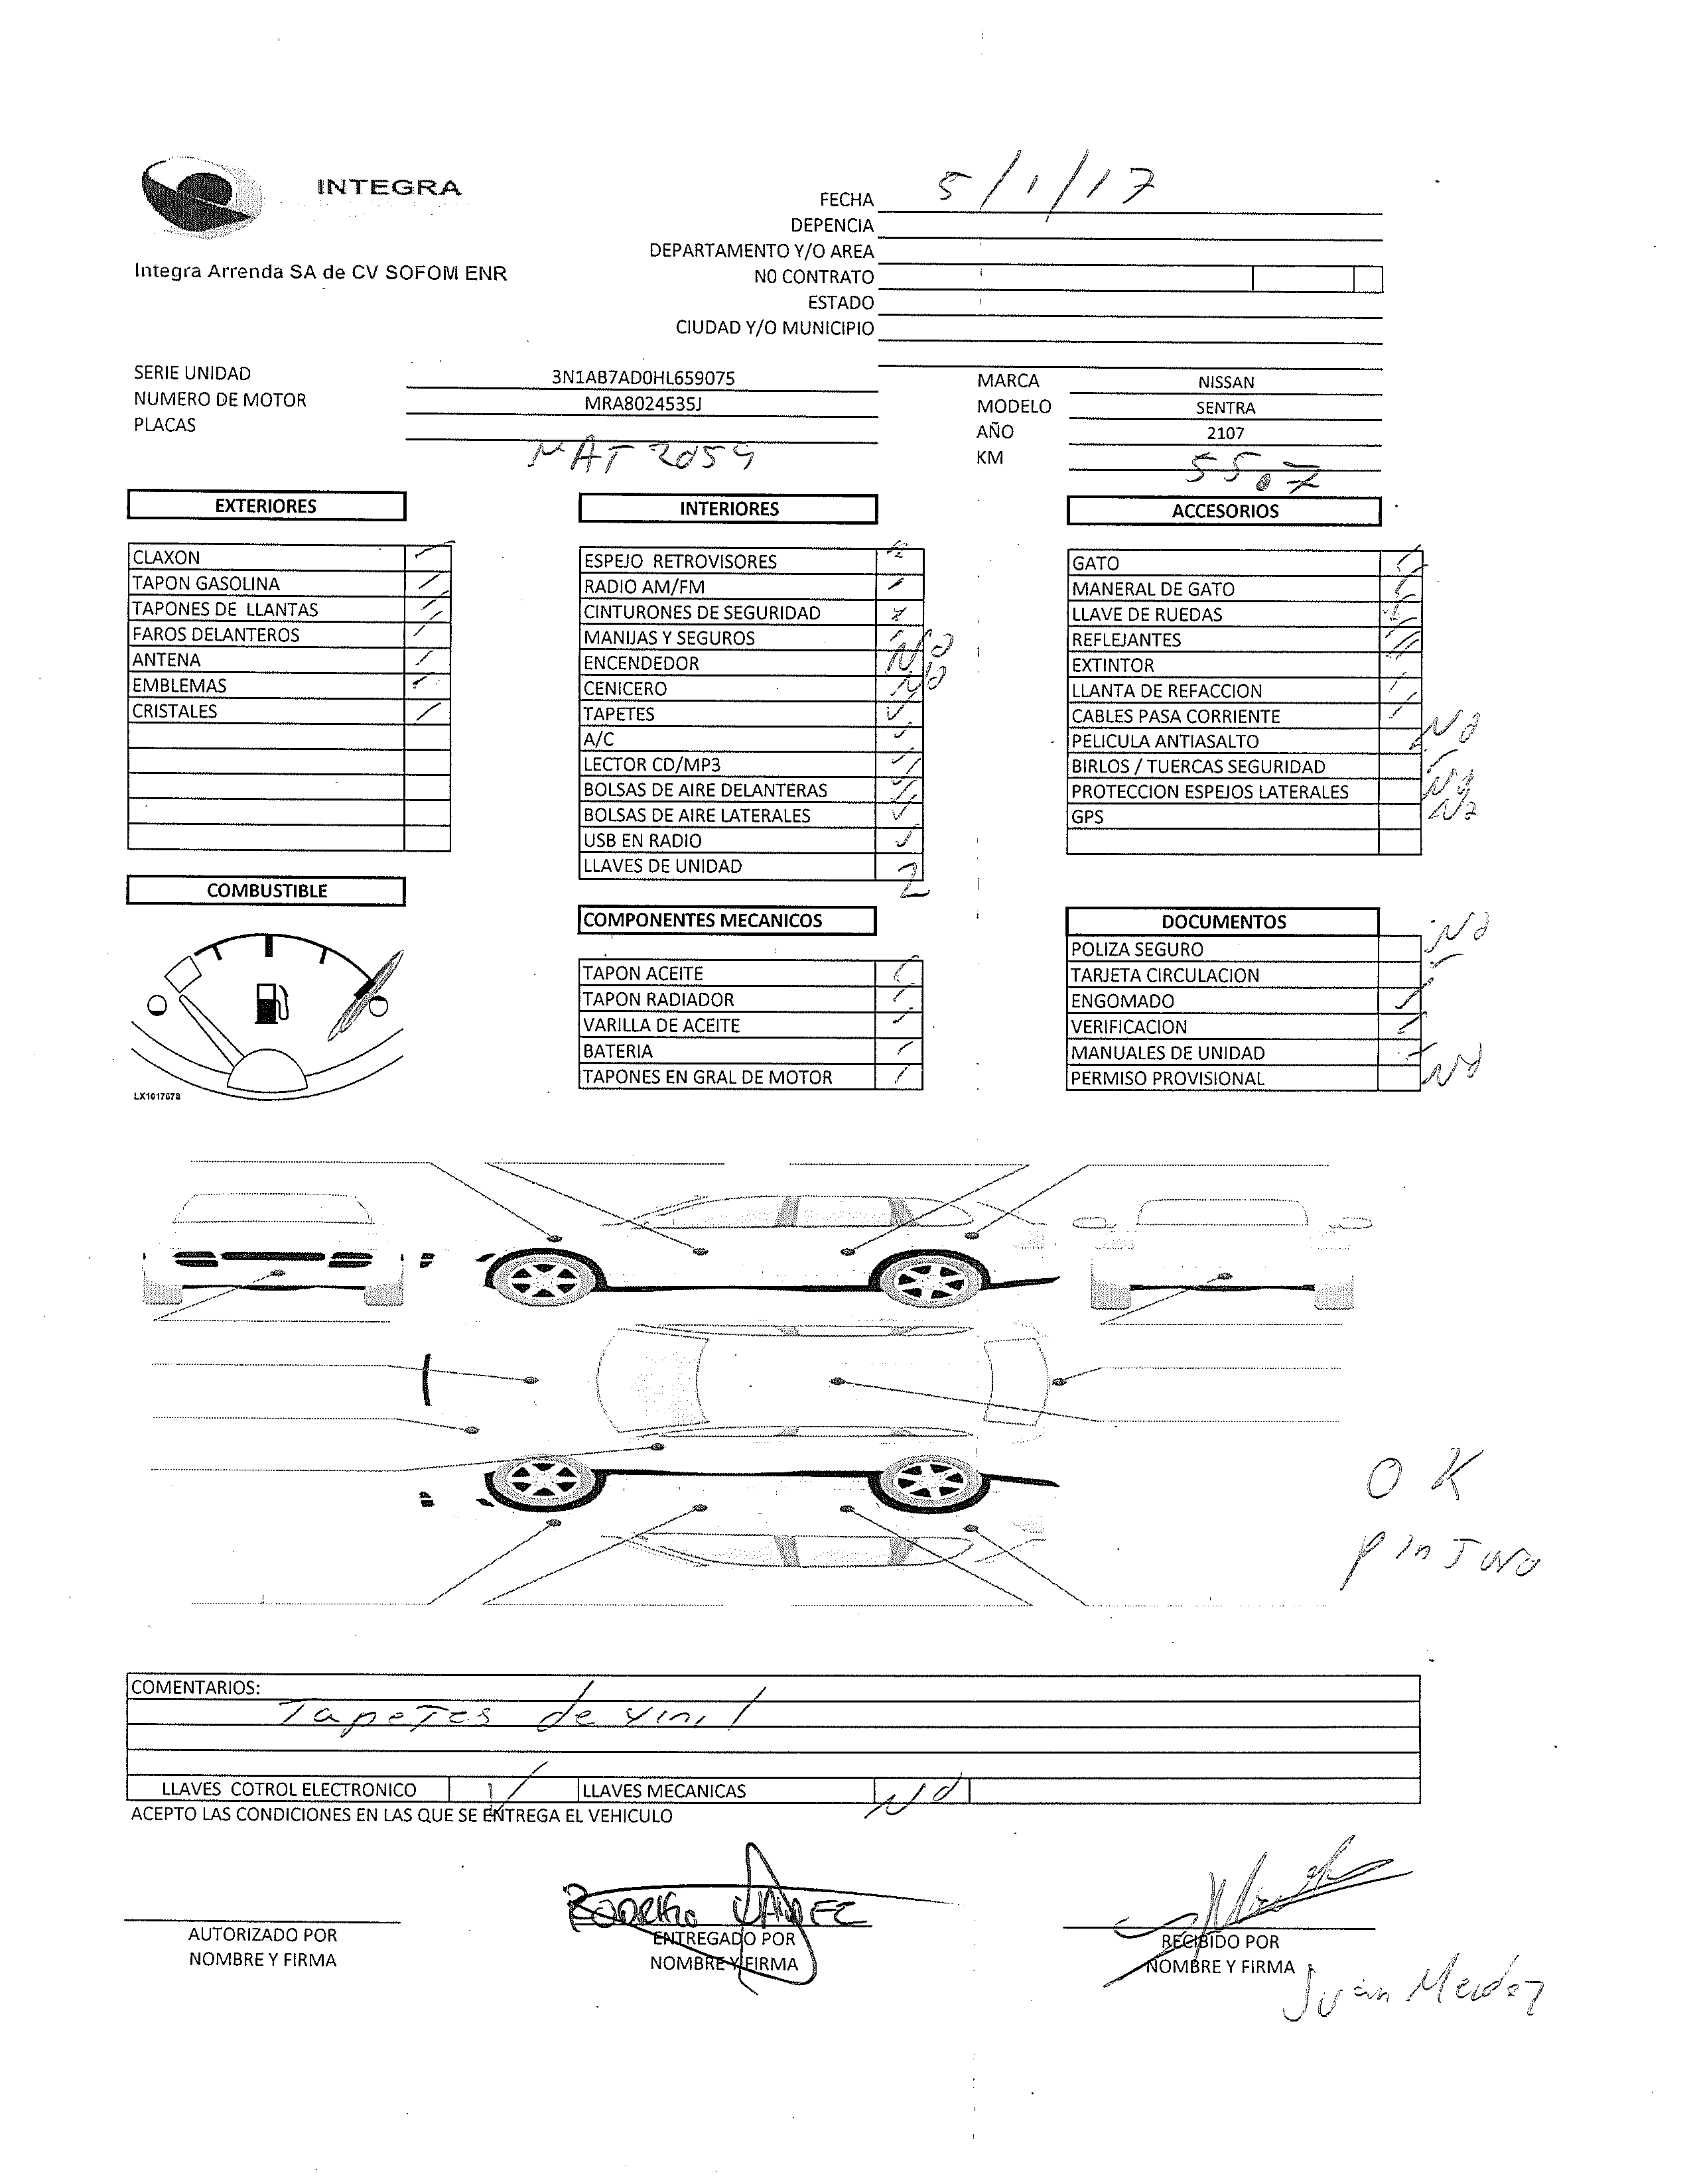 INTEGRA
Integra Arrenda SA de CV SOFOM ENR
FECHA 5/1/17
DEPENCIA
DEPARTAMENTO Y/O AREA
NO CONTRATO
ESTADO
CIUDAD Y/O MUNICIPIO
SERIE UNIDAD 3N1AB7AD0HL659075
NUMERO DE MOTOR MRA8024535J
PLACAS
MARCA NISSAN
MODELO SENTRA
AÑO 2107
KM
EXTERIORES
CLAXON
TAPON GASOLINA
TAPONES DE LLANTAS
FAROS DELANTEROS
ANTENA
EMBLEMAS
CRISTALES
COMBUSTIBLE
LX1017078
INTERIORES
ESPEJO RETROVISORES
RADIO AM/FM
CINTURONES DE SEGURIDAD
MANIJAS Y SEGUROS
ENCENDEDOR NO
CENICERO NO
TAPETES ✓
A/C ✓
LECTOR CD/MP3
BOLSAS DE AIRE DELANTERAS ✓
BOLSAS DE AIRE LATERALES ✓
USB EN RADIO ✓
LLAVES DE UNIDAD 2
COMPONENTES MECANICOS
TAPON ACEITE
TAPON RADIADOR
VARILLA DE ACEITE
BATERIA
TAPONES EN GRAL DE MOTOR
ACCESORIOS
GATO
MANERAL DE GATO
LLAVE DE RUEDAS
REFLEJANTES
EXTINTOR
LLANTA DE REFACCION
CABLES PASA CORRIENTE
PELICULA ANTIASALTO NO
BIRLOS / TUERCAS SEGURIDAD
PROTECCION ESPEJOS LATERALES NO
GPS NO
DOCUMENTOS
POLIZA SEGURO NO
TARJETA CIRCULACION
ENGOMADO
VERIFICACION
MANUALES DE UNIDAD
PERMISO PROVISIONAL NO
OK
pinTura
COMENTARIOS:
TapeTes de vinil
LLAVES COTROL ELECTRONICO ✓ LLAVES MECANICAS NO
ACEPTO LAS CONDICIONES EN LAS QUE SE ENTREGA EL VEHICULO
AUTORIZADO POR
NOMBRE Y FIRMA
ENTREGADO POR
NOMBRE Y FIRMA
RECIBIDO POR
NOMBRE Y FIRMA
Juan